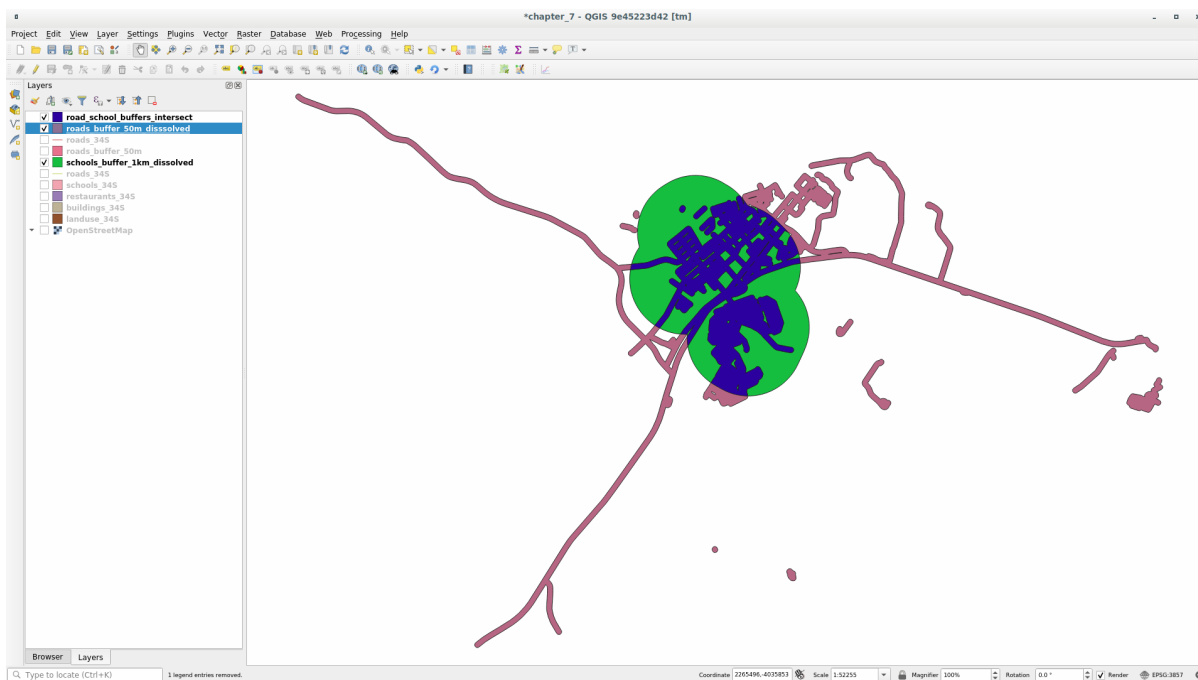 *chapter_7 - QGIS 9e45223d42 [tm]
Project Edit View Layer Settings Plugins Vector Raster Database Web Processing Help
Layers
road_school_buffers_intersect
roads_buffer_50m_disssolved
roads_34S
roads_buffer_50m
schools_buffer_1km_dissolved
roads_34S
schools_34S
restaurants_34S
buildings_34S
landuse_34S
OpenStreetMap
Browser Layers
Type to locate (Ctrl+K) 1 legend entries removed. Coordinate 2265496,-4035853 Scale 1:52255 Magnifier 100% Rotation 0.0 ° Render EPSG:3857